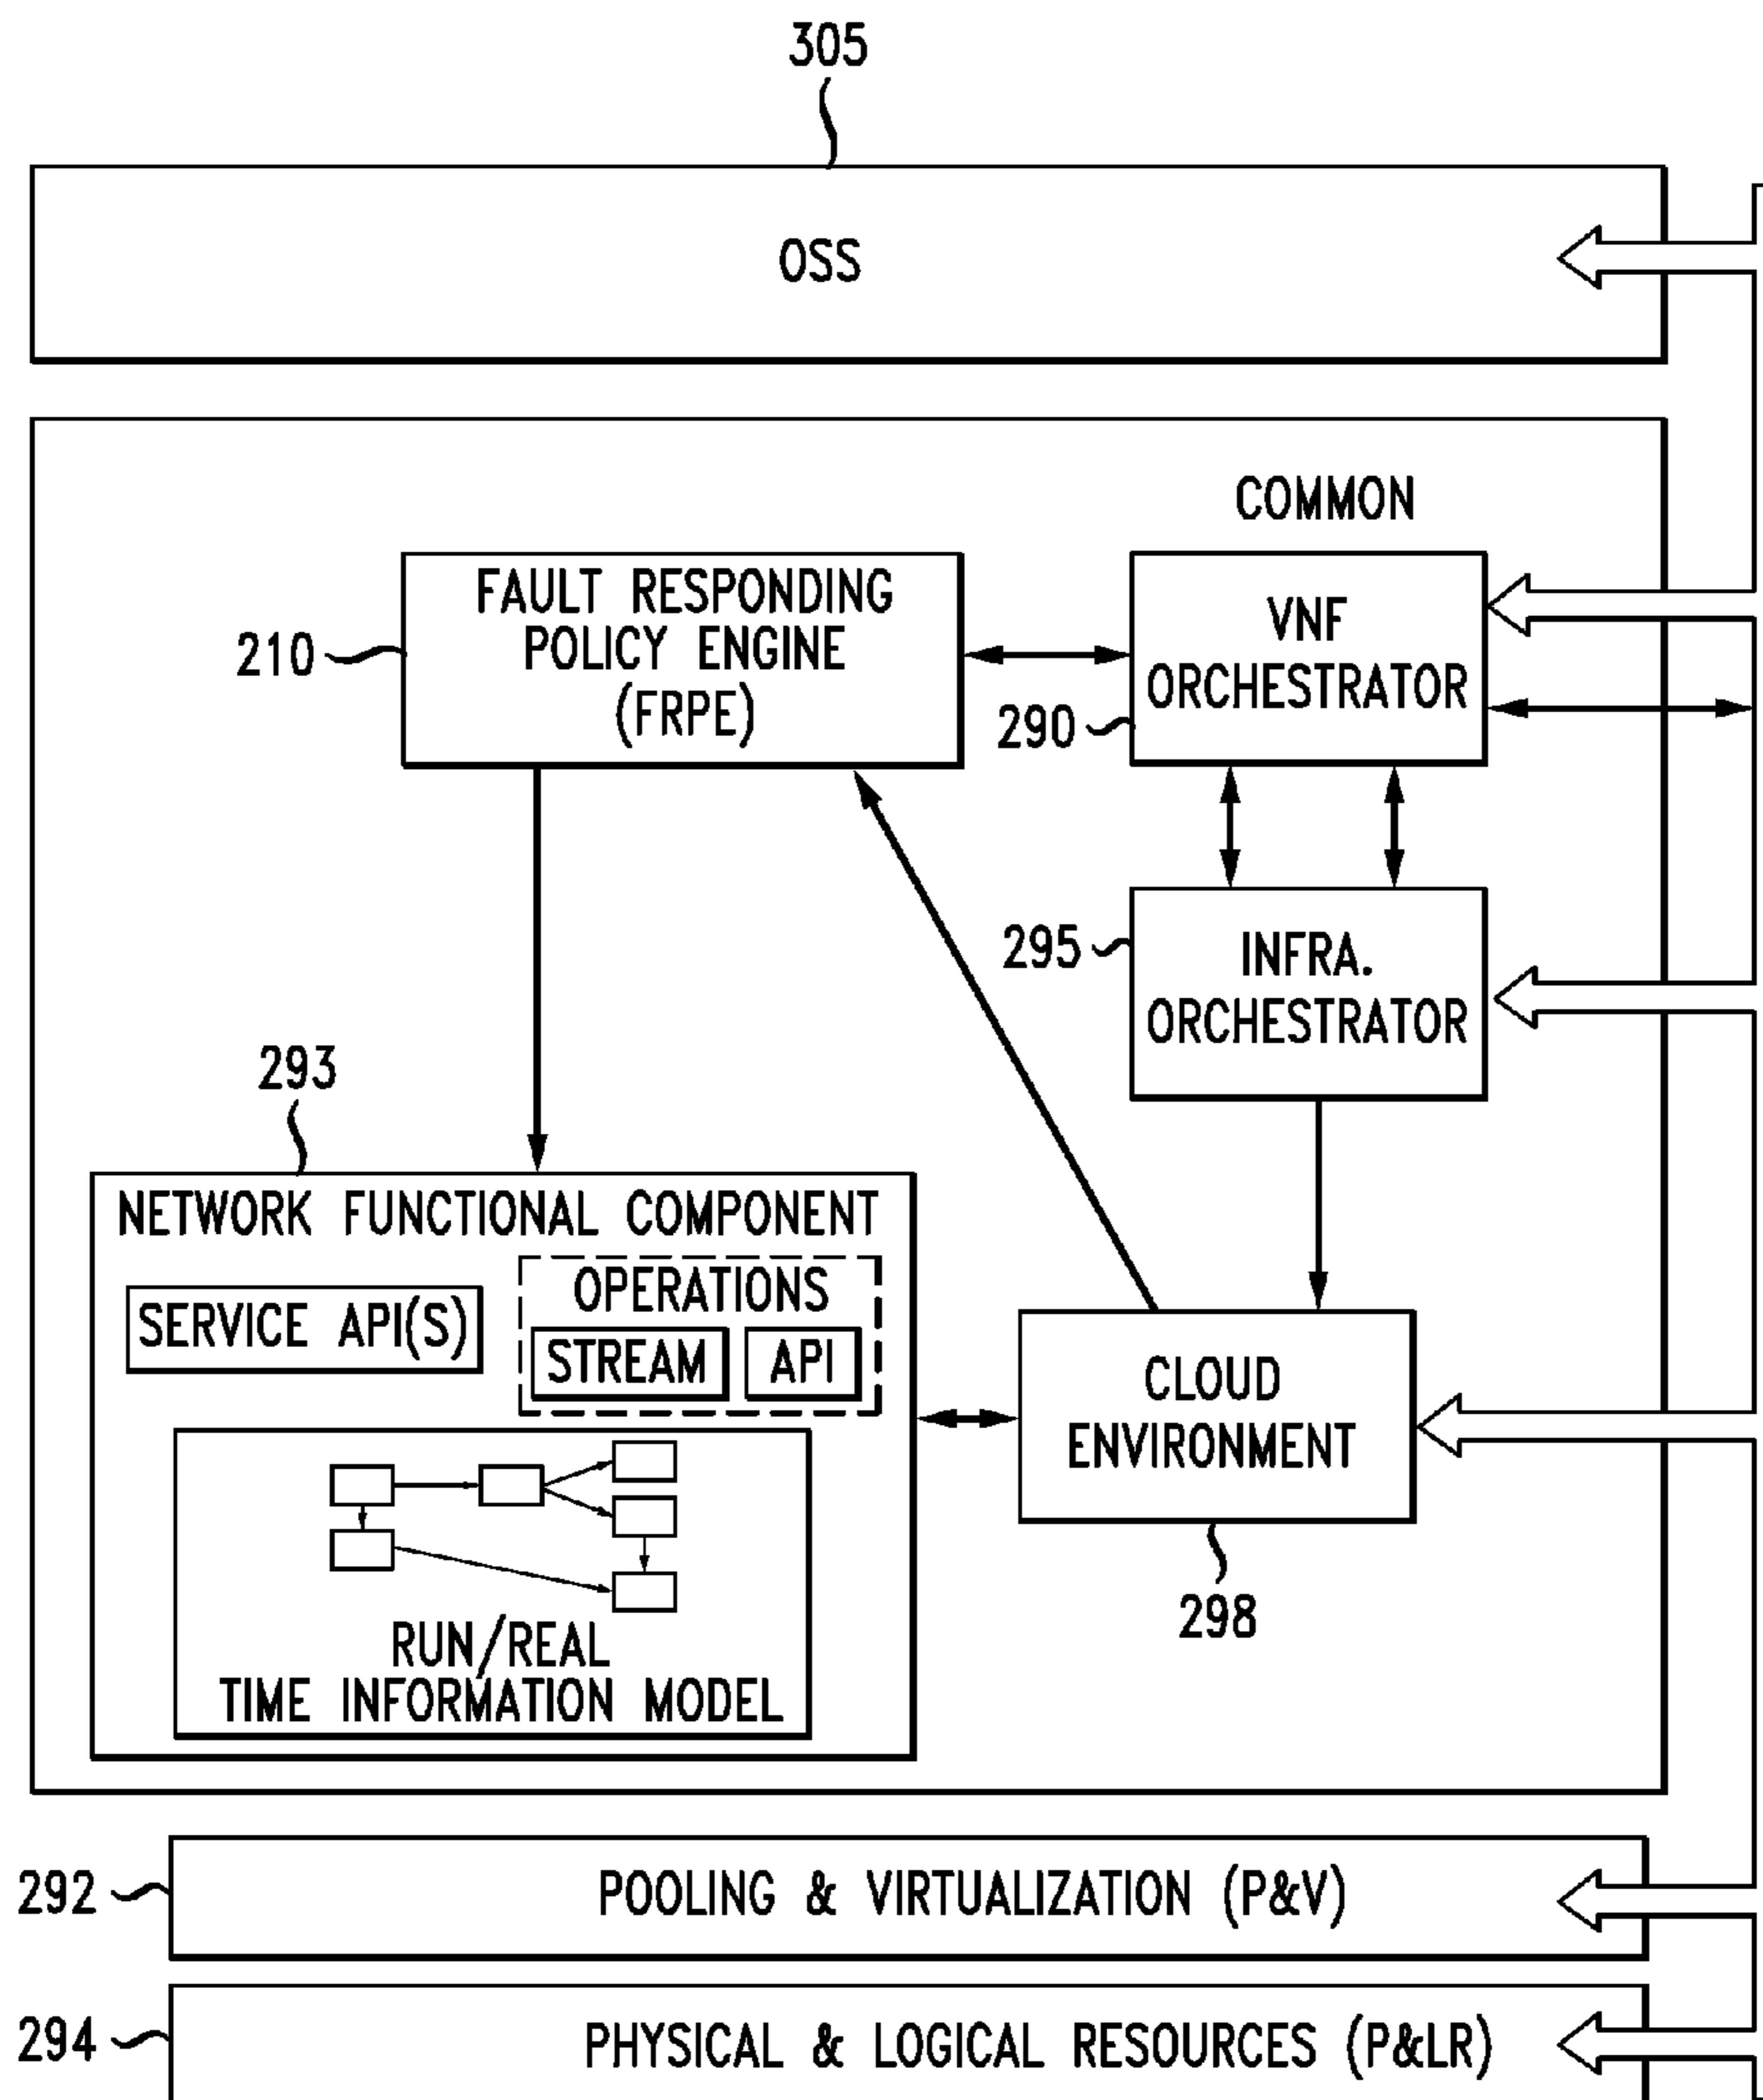 305
OSS
COMMON
FAULT RESPONDING
POLICY ENGINE
(FRPE)
210
VNF
ORCHESTRATOR
290
295
INFRA.
ORCHESTRATOR
293
NETWORK FUNCTIONAL COMPONENT
SERVICE API(S)
OPERATIONS
STREAM
API
CLOUD
ENVIRONMENT
298
RUN/REAL
TIME INFORMATION MODEL
292
POOLING & VIRTUALIZATION (P&V)
294
PHYSICAL & LOGICAL RESOURCES (P&LR)